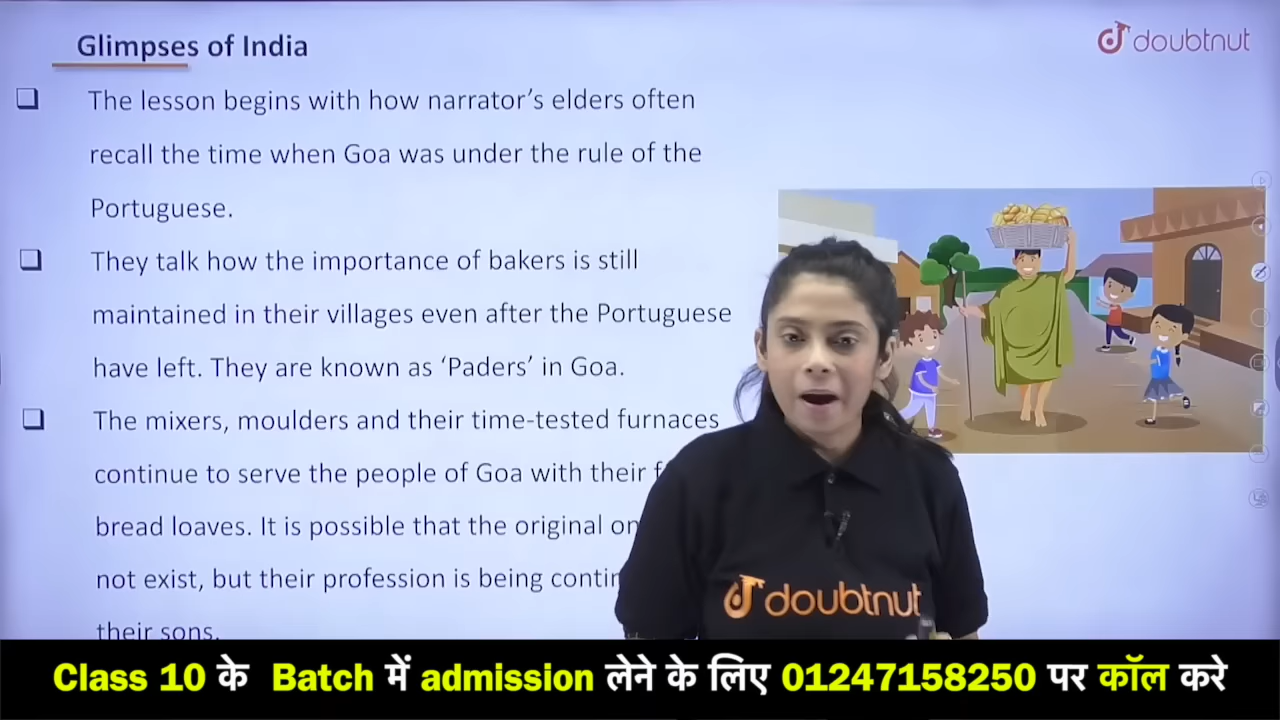 Glimpses of India
doubtnut
The lesson begins with how narrator's elders often
recall the time when Goa was under the rule of the
Portuguese.
They talk how the importance of bakers is still
maintained in their villages even after the Portuguese
have left. They are known as ‘Paders’ in Goa.
The mixers, moulders and their time-tested furnaces
continue to serve the people of Goa with their
bread loaves. It is possible that the original
not exist, but their profession is being
their sons.
doubtnut
Class 10 के Batch में admission लेने के लिए 01247158250 पर कॉल करे